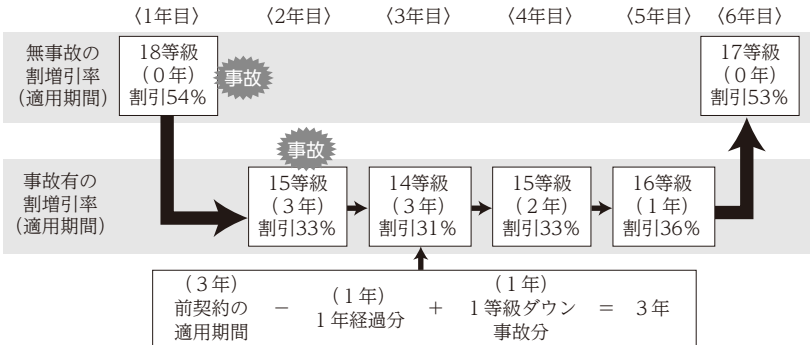 〈1年目〉 〈2年目〉 〈3年目〉 〈4年目〉 〈5年目〉 〈6年目〉
無事故の
割増引率
(適用期間)
18等級
(0年)
割引54%
事故
17等級
(0年)
割引53%
事故
事故有の
割増引率
(適用期間)
15等級
(3年)
割引33%
14等級
(3年)
割引31%
15等級
(2年)
割引33%
16等級
(1年)
割引36%
(3年)
前契約の
適用期間
−
(1年)
1年経過分
+
(1年)
1等級ダウン
事故分
=
3年